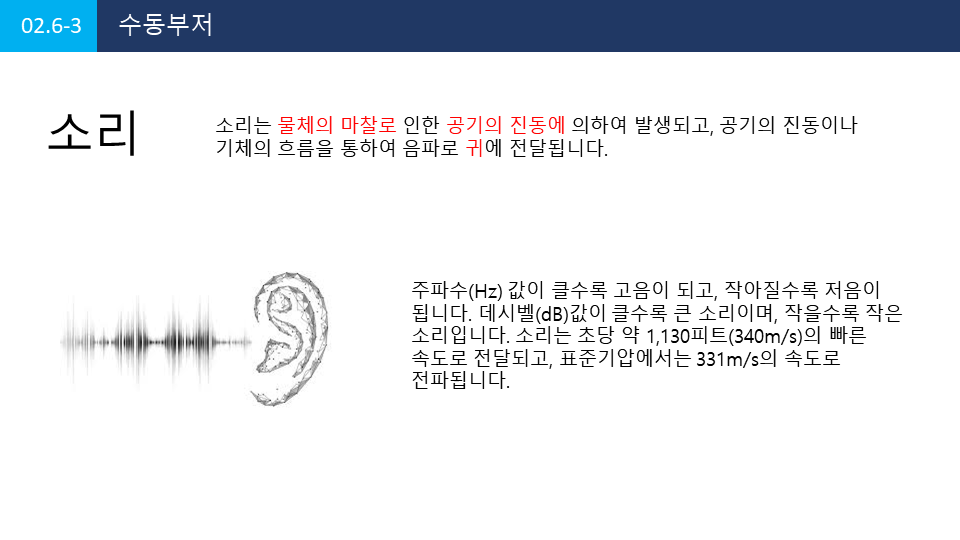 02.6-3 수동부저
소리
소리는 물체의 마찰로 인한 공기의 진동에 의하여 발생되고, 공기의 진동이나
기체의 흐름을 통하여 음파로 귀에 전달됩니다.
주파수(Hz) 값이 클수록 고음이 되고, 작아질수록 저음이
됩니다. 데시벨(dB)값이 클수록 큰 소리이며, 작을수록 작은
소리입니다. 소리는 초당 약 1,130피트(340m/s)의 빠른
속도로 전달되고, 표준기압에서는 331m/s의 속도로
전파됩니다.